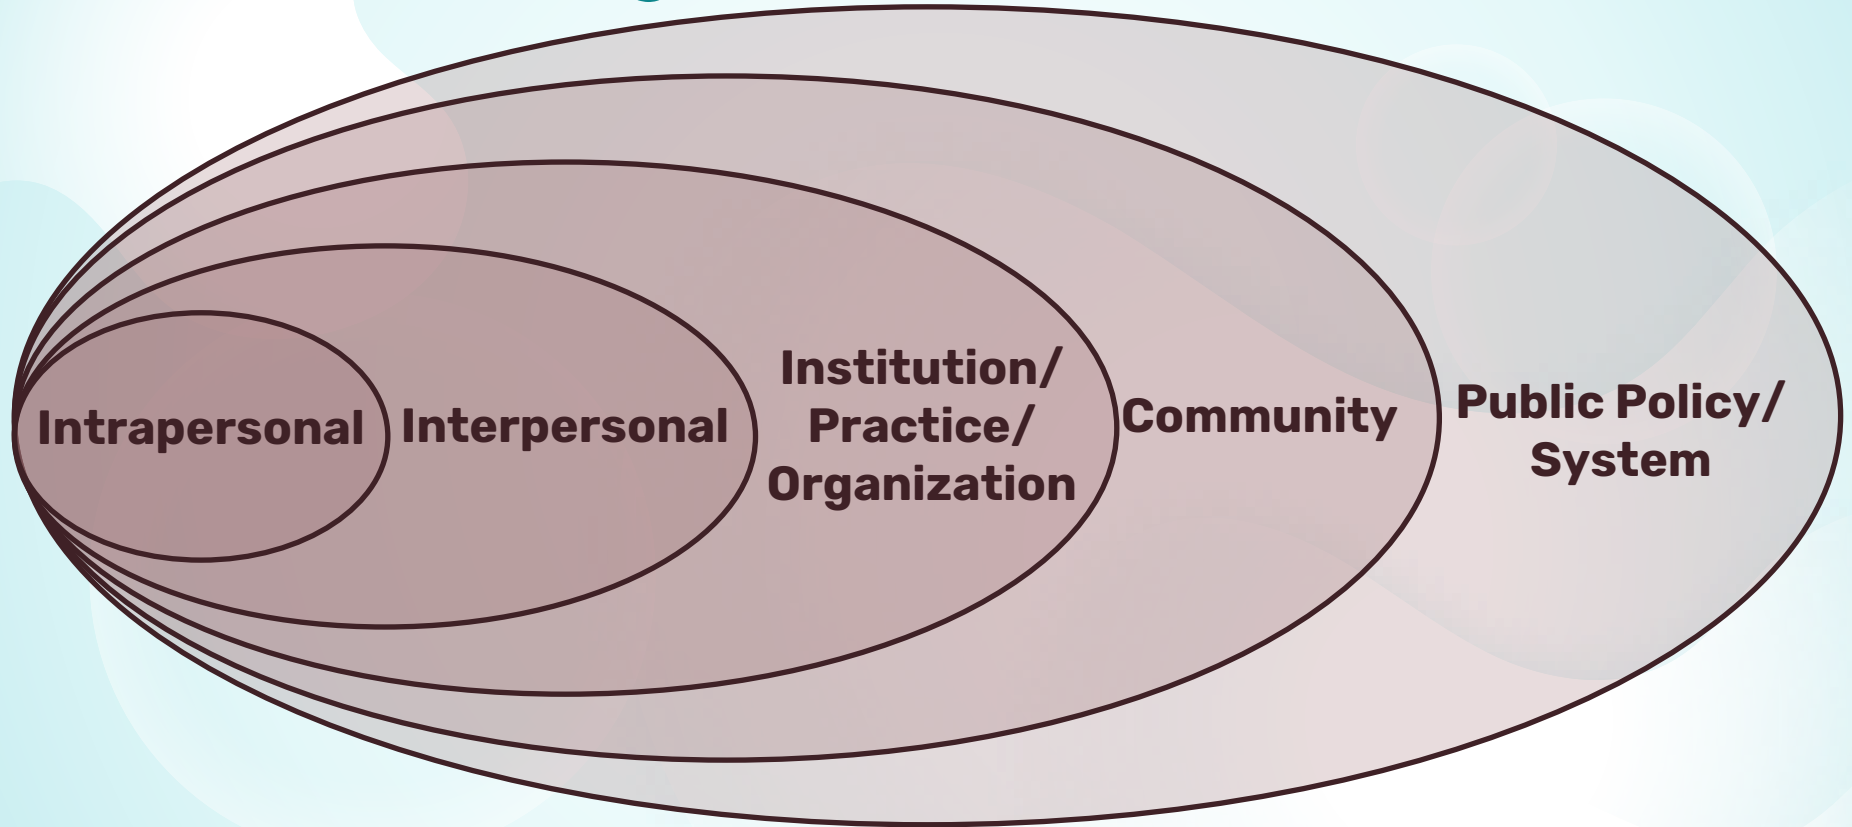 Intrapersonal
Interpersonal
Institution/
Practice/
Organization
Community
Public Policy/
System